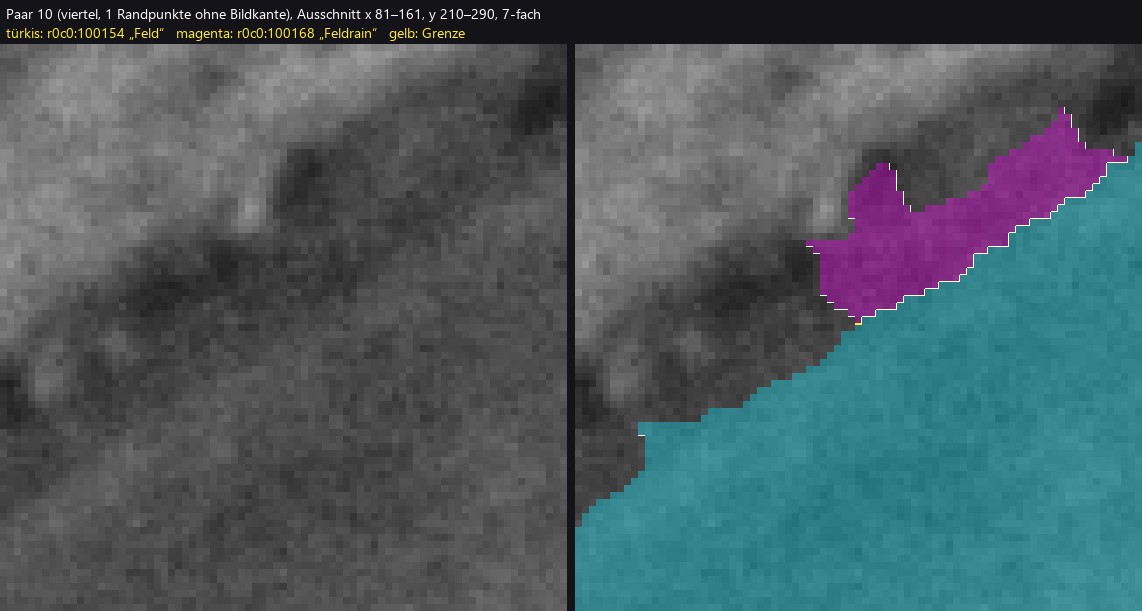 Paar 10 (viertel, 1 Randpunkte ohne Bildkante), Ausschnitt x 81–161, y 210–290, 7-fach
türkis: r0c0:100154 „Feld“ magenta: r0c0:100168 „Feldrain“ gelb: Grenze